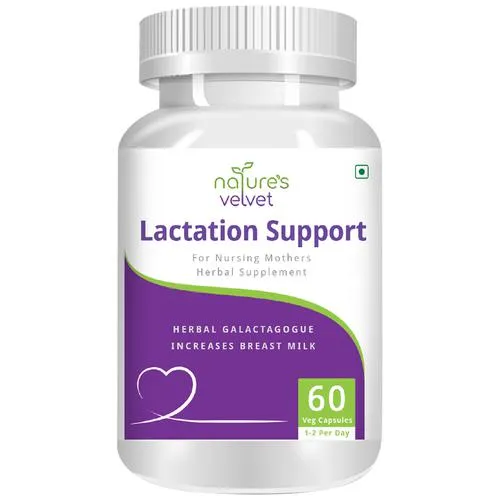 nature's
velvet
Lactation Support
For Nursing Mothers
Herbal Supplement
HERBAL GALACTAGOGUE
INCREASES BREAST MILK
60
Veg Capsules
1-2 Per Day